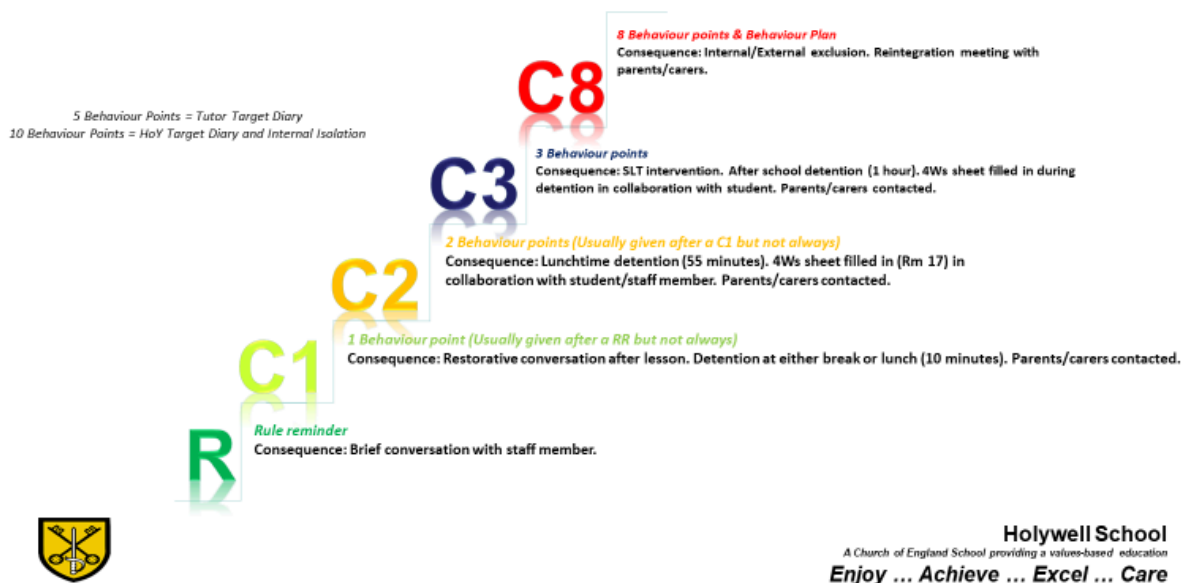 8 Behaviour points & Behaviour Plan
Consequence: Internal/External exclusion. Reintegration meeting with
parents/carers.
C8
5 Behaviour Points = Tutor Target Diary
10 Behaviour Points = HoY Target Diary and Internal Isolation
3 Behaviour points
Consequence: SLT intervention. After school detention (1 hour). 4Ws sheet filled in during
detention in collaboration with student. Parents/carers contacted.
C3
2 Behaviour points (Usually given after a C1 but not always)
Consequence: Lunchtime detention (55 minutes). 4Ws sheet filled in (Rm 17) in
collaboration with student/staff member. Parents/carers contacted.
C2
1 Behaviour point (Usually given after a RR but not always)
Consequence: Restorative conversation after lesson. Detention at either break or lunch (10 minutes). Parents/carers contacted.
C1
Rule reminder
Consequence: Brief conversation with staff member.
R
Holywell School
A Church of England School providing a values-based education
Enjoy ... Achieve ... Excel ... Care